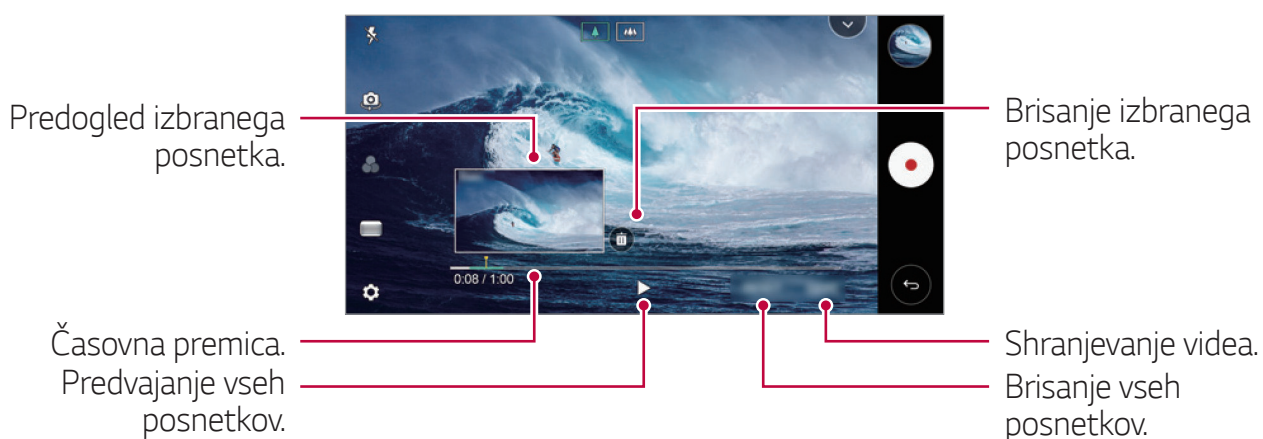 Predogled izbranega
posnetka.
Brisanje izbranega
posnetka.
0:08 / 1:00
Časovna premica.
Predvajanje vseh
posnetkov.
Shranjevanje videa.
Brisanje vseh
posnetkov.